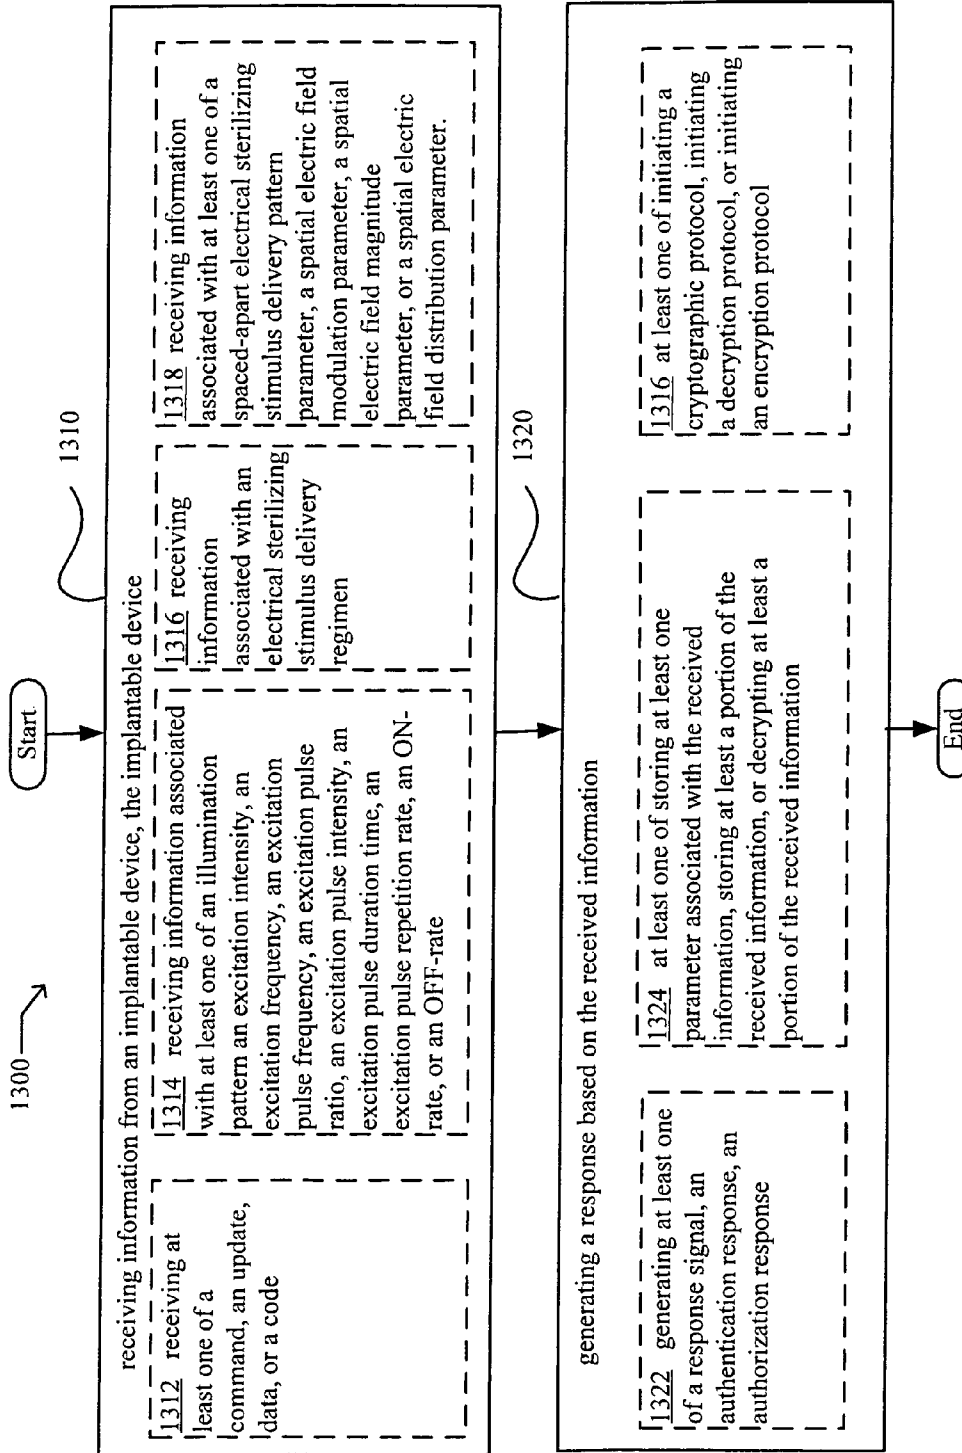 1300
Start
1310
receiving information from an implantable device, the implantable device
1312 receiving at
least one of a
command, an update,
data, or a code
1314 receiving information associated
with at least one of an illumination
pattern an excitation intensity, an
excitation frequency, an excitation
pulse frequency, an excitation pulse
ratio, an excitation pulse intensity, an
excitation pulse duration time, an
excitation pulse repetition rate, an ON-
rate, or an OFF-rate
1316 receiving
information
associated with an
electrical sterilizing
stimulus delivery
regimen
1318 receiving information
associated with at least one of a
spaced-apart electrical sterilizing
stimulus delivery pattern
parameter, a spatial electric field
modulation parameter, a spatial
electric field magnitude
parameter, or a spatial electric
field distribution parameter.
1320
generating a response based on the received information
1322 generating at least one
of a response signal, an
authentication response, an
authorization response
1324 at least one of storing at least one
parameter associated with the received
information, storing at least a portion of the
received information, or decrypting at least a
portion of the received information
1316 at least one of initiating a
cryptographic protocol, initiating
a decryption protocol, or initiating
an encryption protocol
End